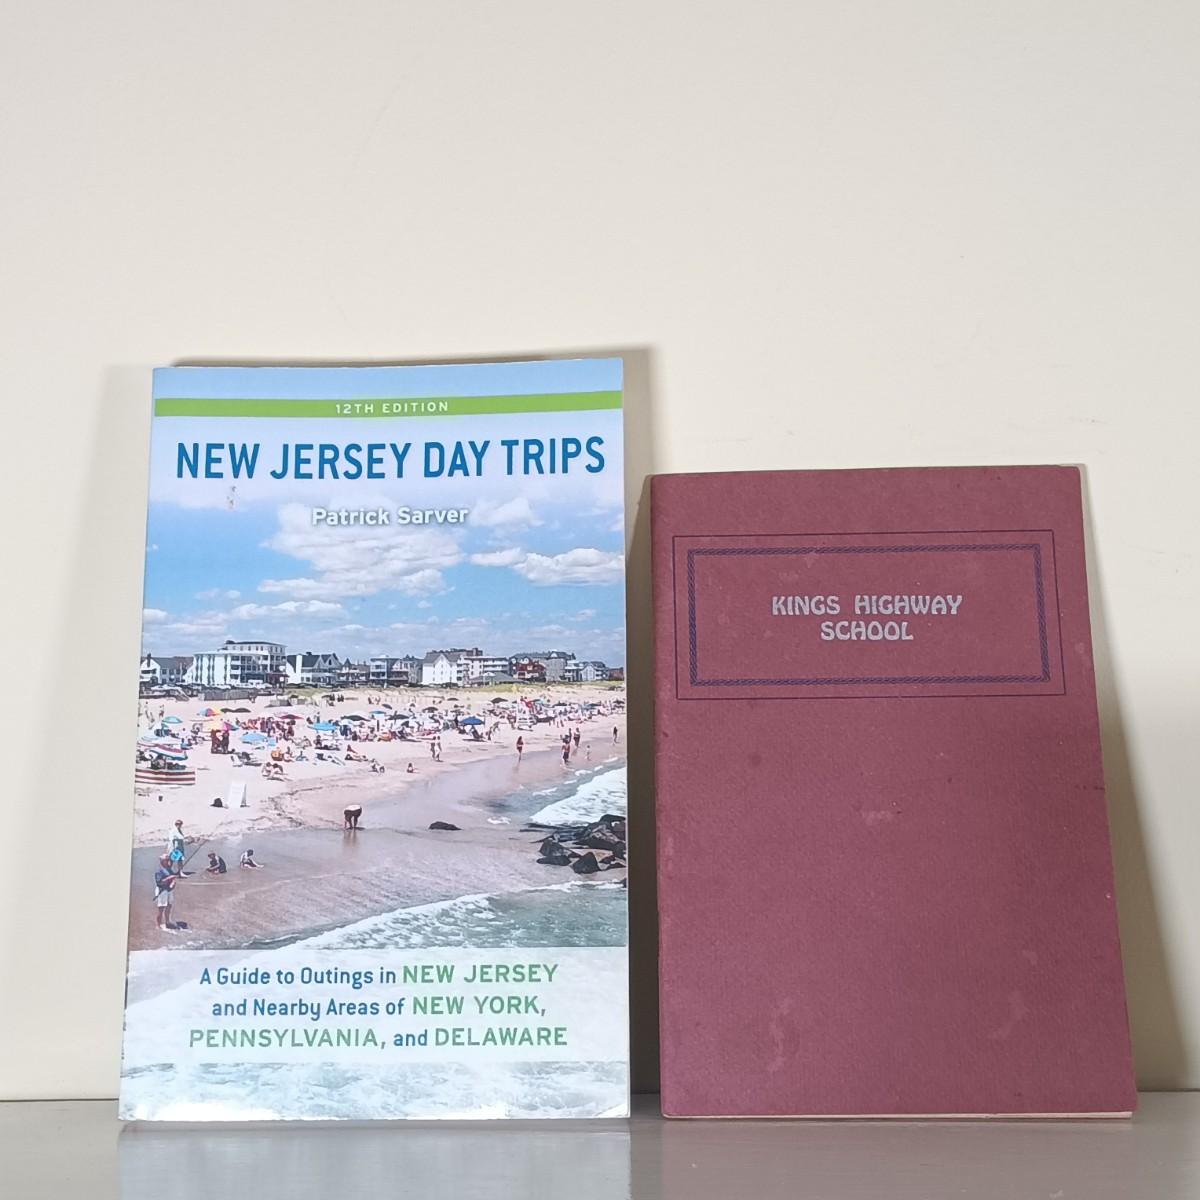 12TH EDITION
NEW JERSEY DAY TRIPS
Patrick Sarver
A Guide to Outings in NEW JERSEY
and Nearby Areas of NEW YORK,
PENNSYLVANIA, and DELAWARE
KINGS HIGHWAY
SCHOOL